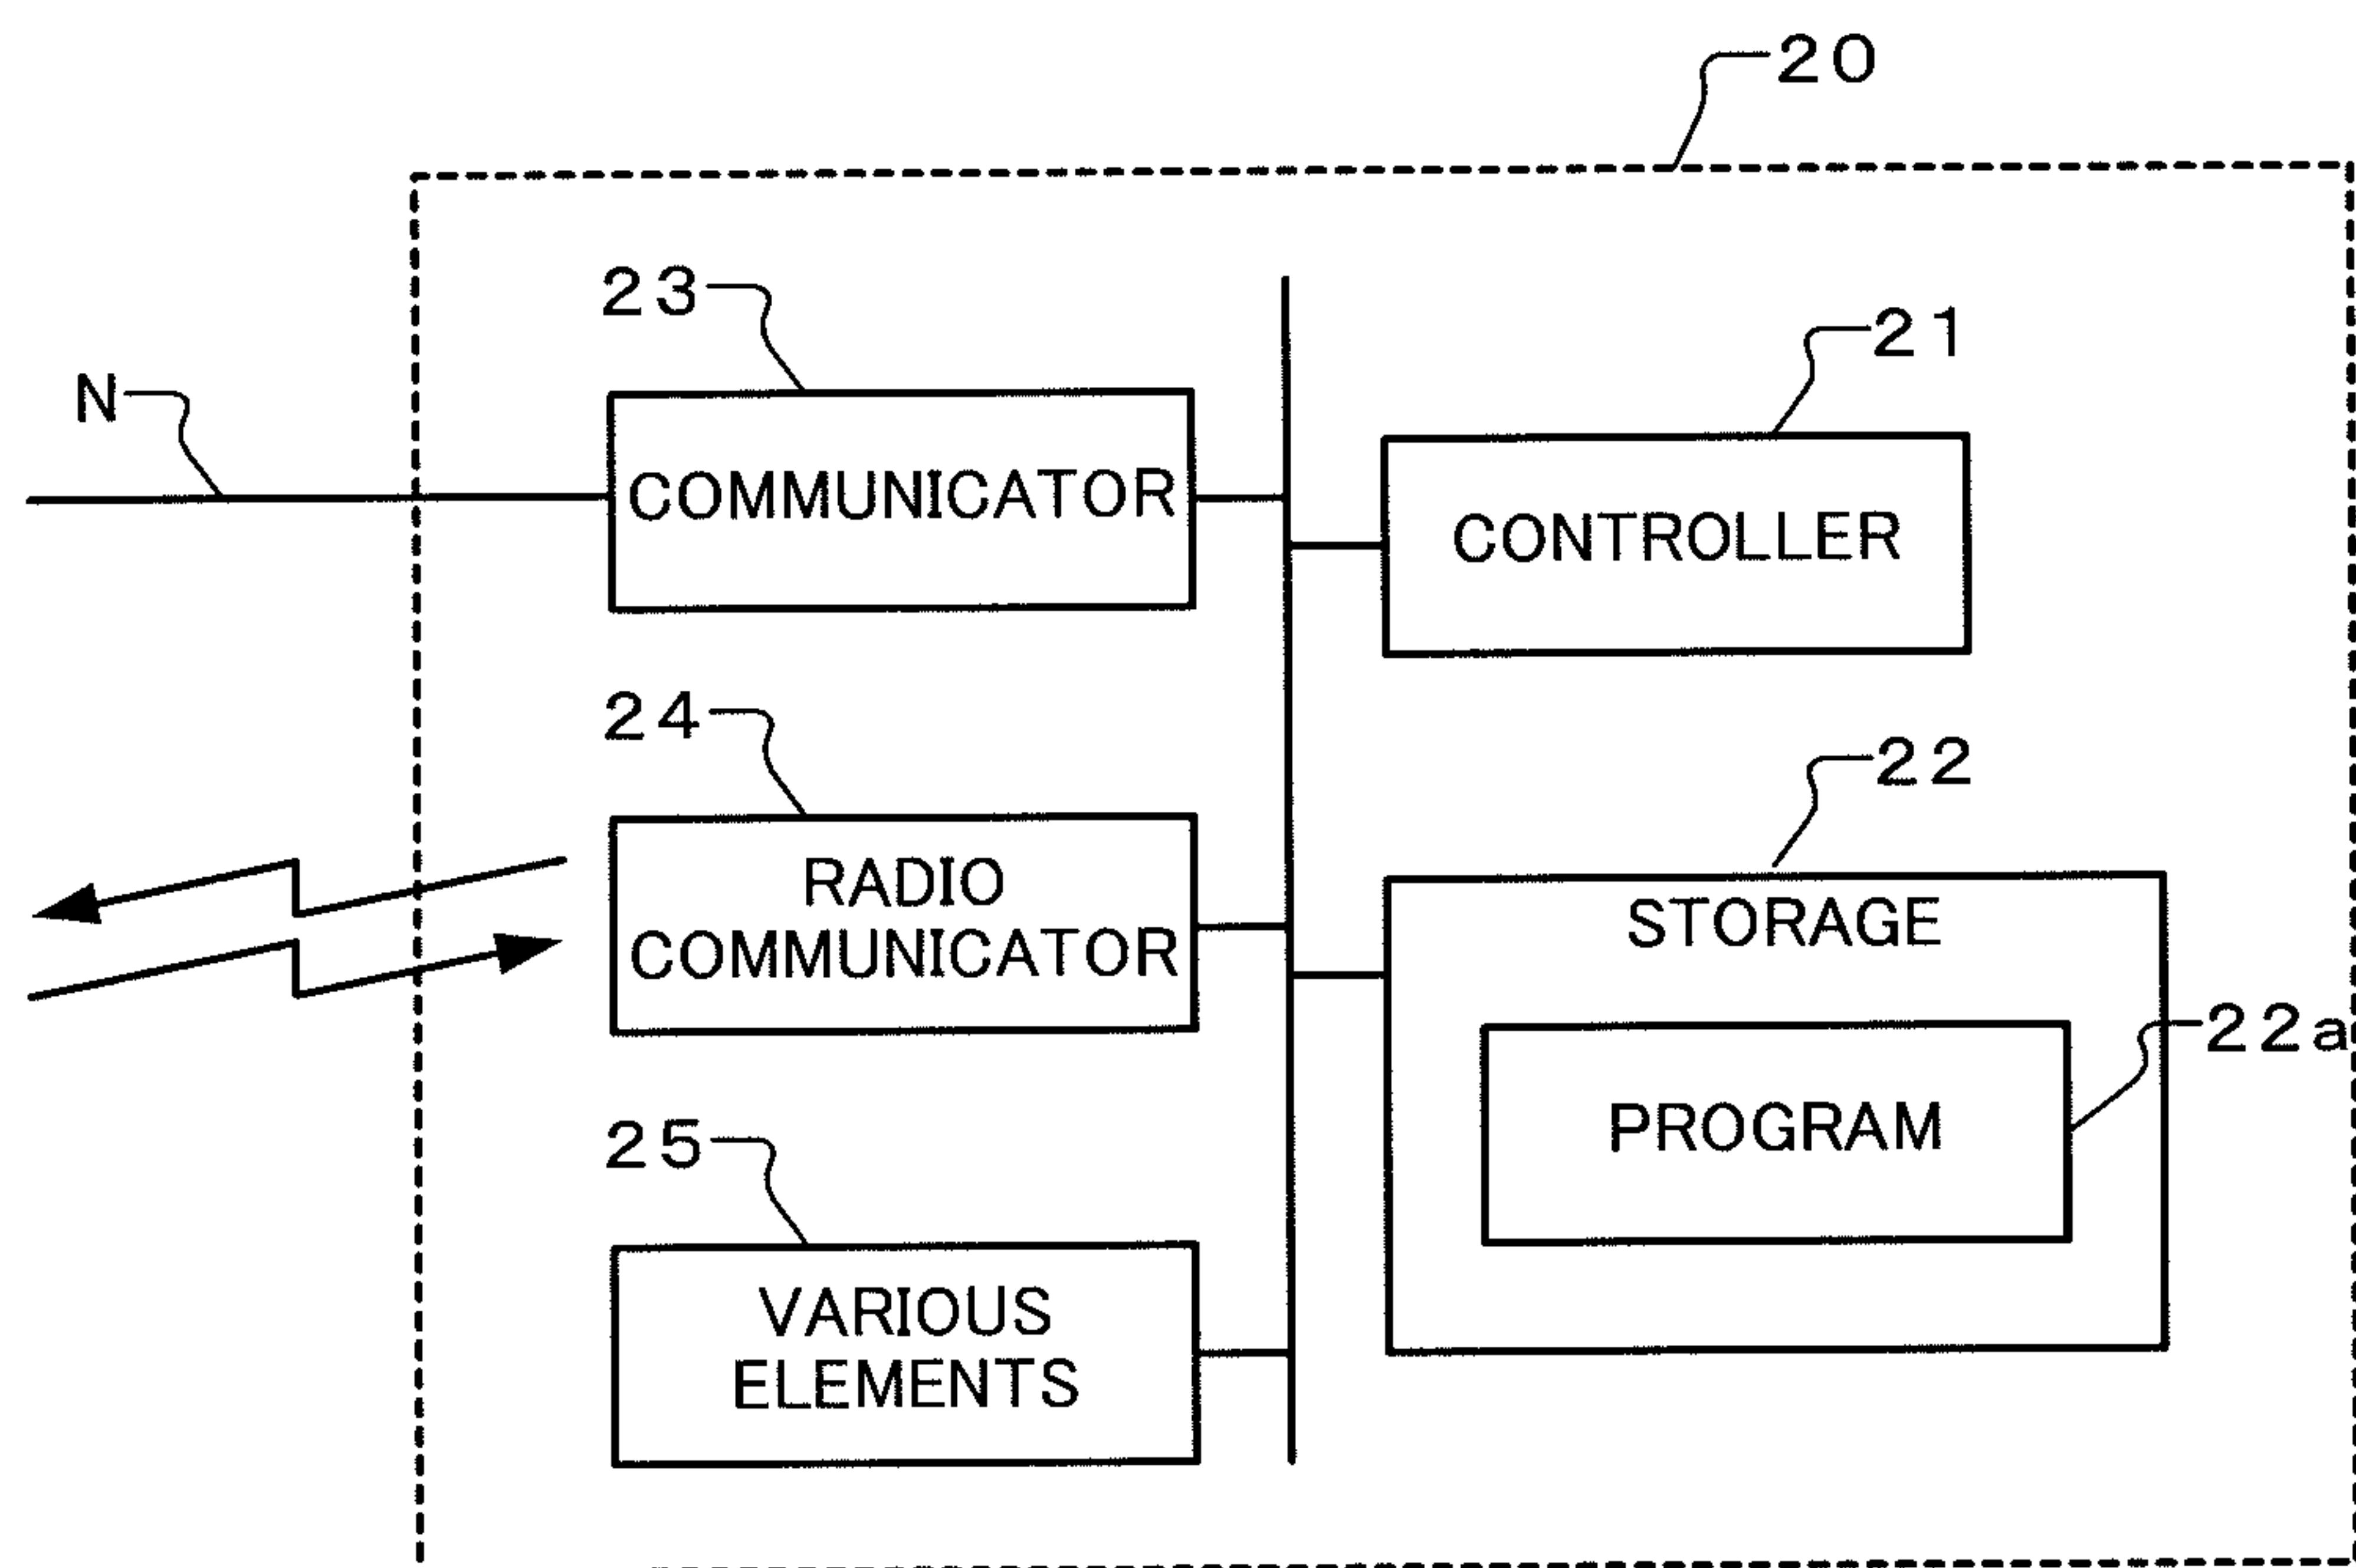 20
23
21
N
COMMUNICATOR
CONTROLLER
24
22
RADIO
COMMUNICATOR
STORAGE
22a
25
PROGRAM
VARIOUS
ELEMENTS